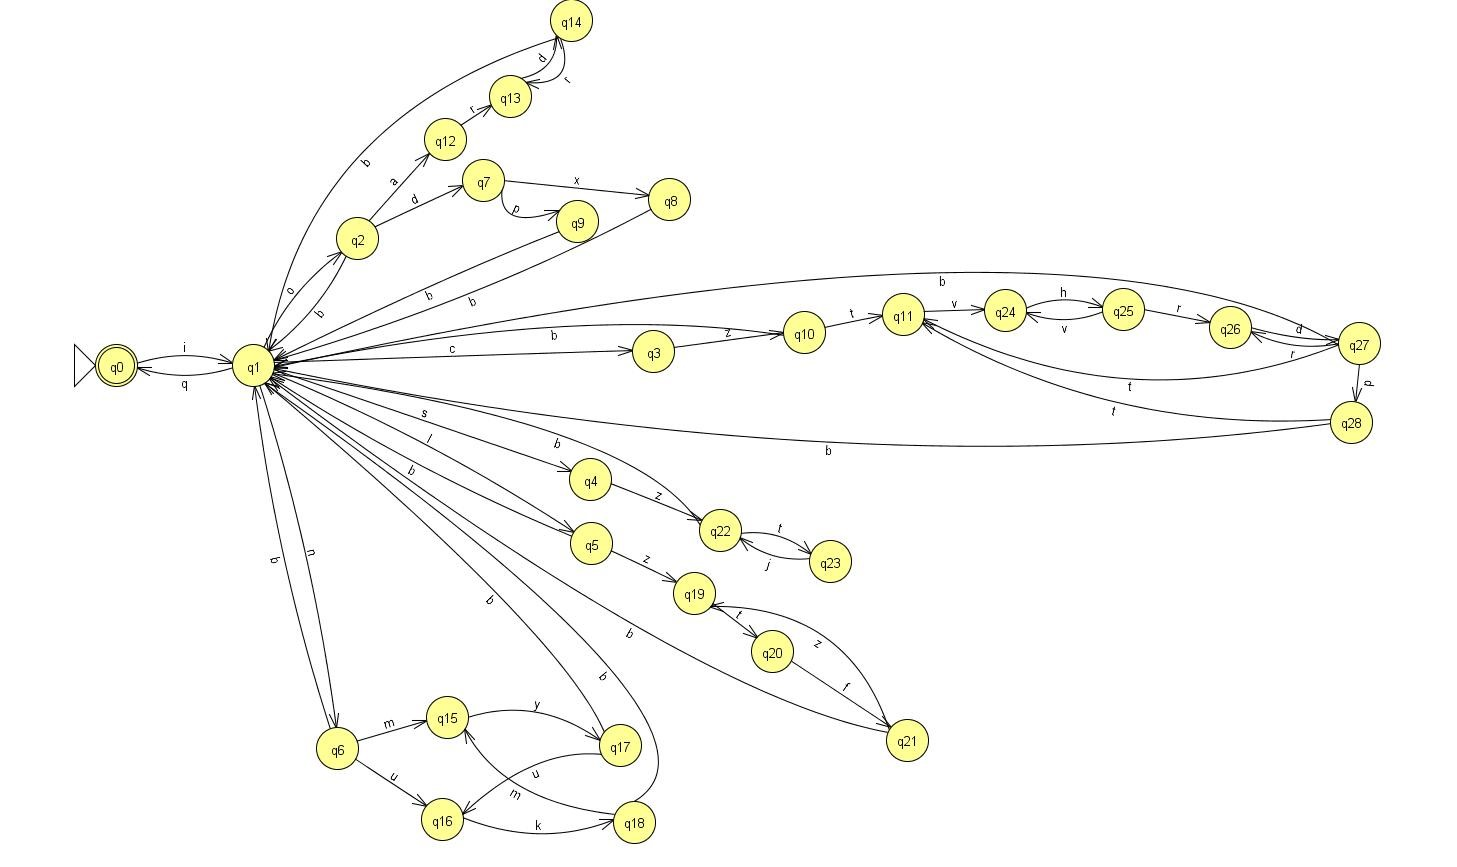 q14
d
r
q13
r
b
q12
a
q7
x
d
p
q8
q9
q2
o
b
b
b
b
h
v
q24
q25
r
q11
t
v
q26
d
i
b
z
q10
q27
r
q0
q1
c
q3
q
t
p
s
t
q28
l
b
b
b
q4
z
t
q22
q5
z
j
q23
b
n
q19
b
t
b
z
q20
b
f
y
m
q15
q21
q6
q17
u
u
m
q16
k
q18